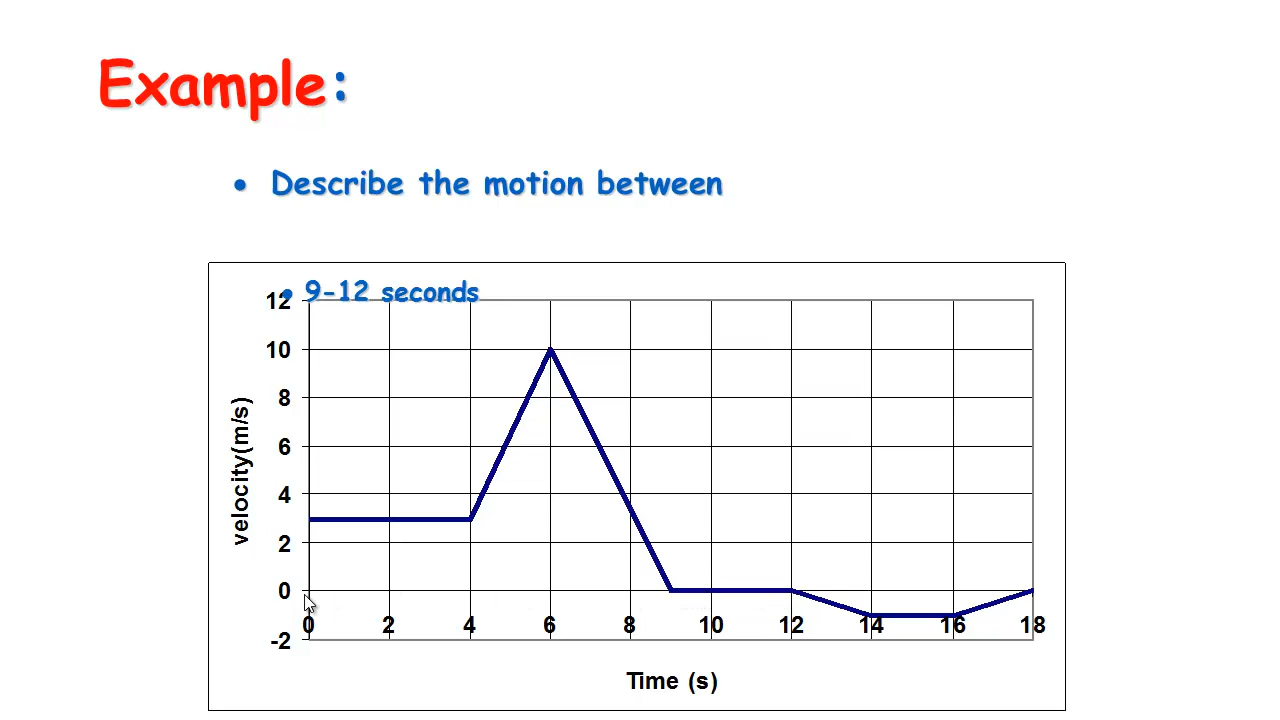 Example:
• Describe the motion between
• 9-12 seconds
12
10
8
6
4
2
0
-2
velocity(m/s)
0 2 4 6 8 10 12 14 16 18
Time (s)